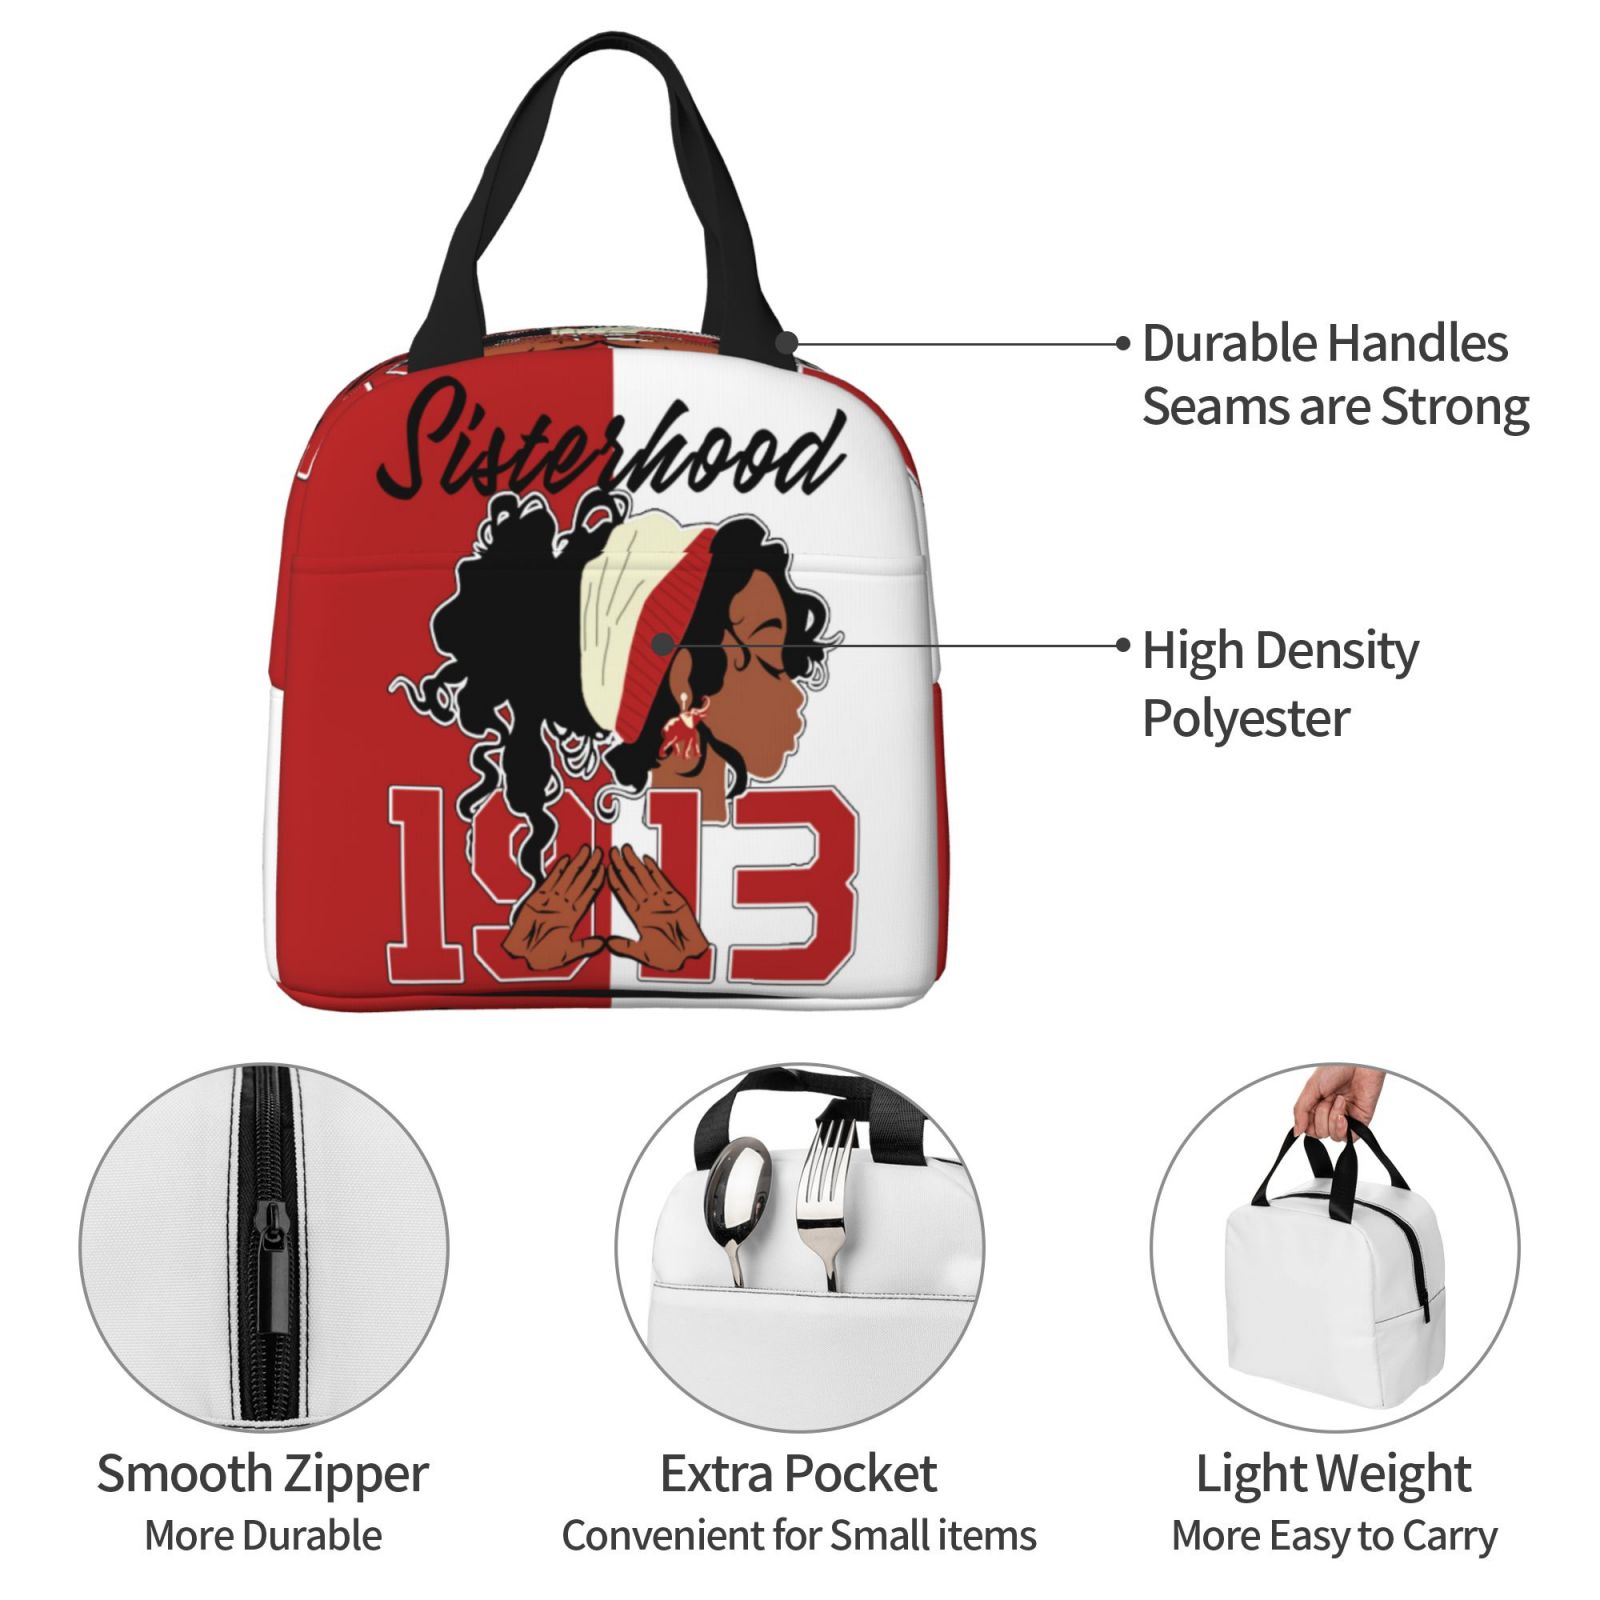 Sisterhood
1913
Durable Handles
Seams are Strong
High Density
Polyester
Smooth Zipper
More Durable
Extra Pocket
Convenient for Small items
Light Weight
More Easy to Carry